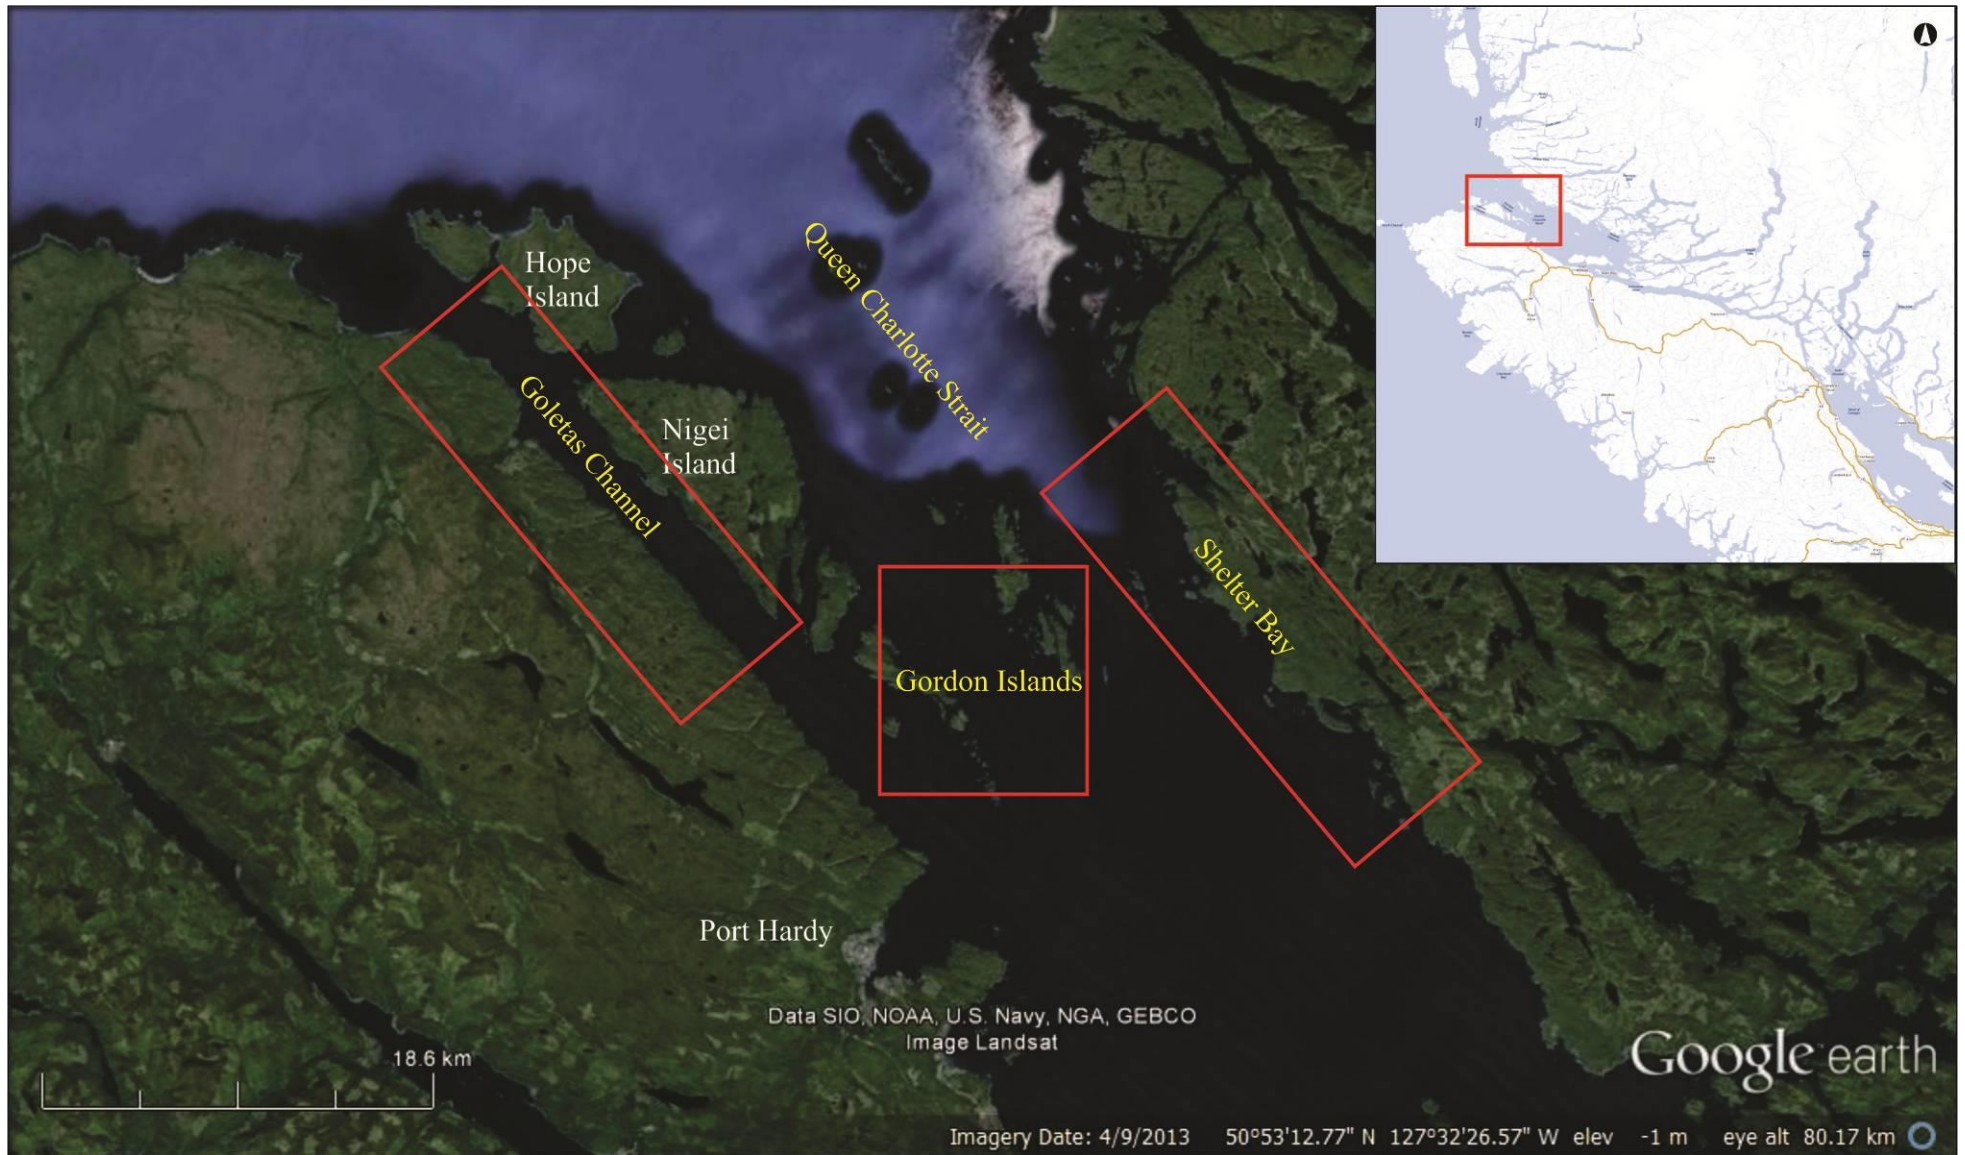 Hope
Island
Queen Charlotte Strait
Goletas Channel
Nigei
Island
Shelter Bay
Gordon Islands
Port Hardy
Data SIO, NOAA, U.S. Navy, NGA, GEBCO
Image Landsat
18.6 km
Google earth
Imagery Date: 4/9/2013 50°53'12.77" N 127°32'26.57" W elev -1 m eye alt 80.17 km